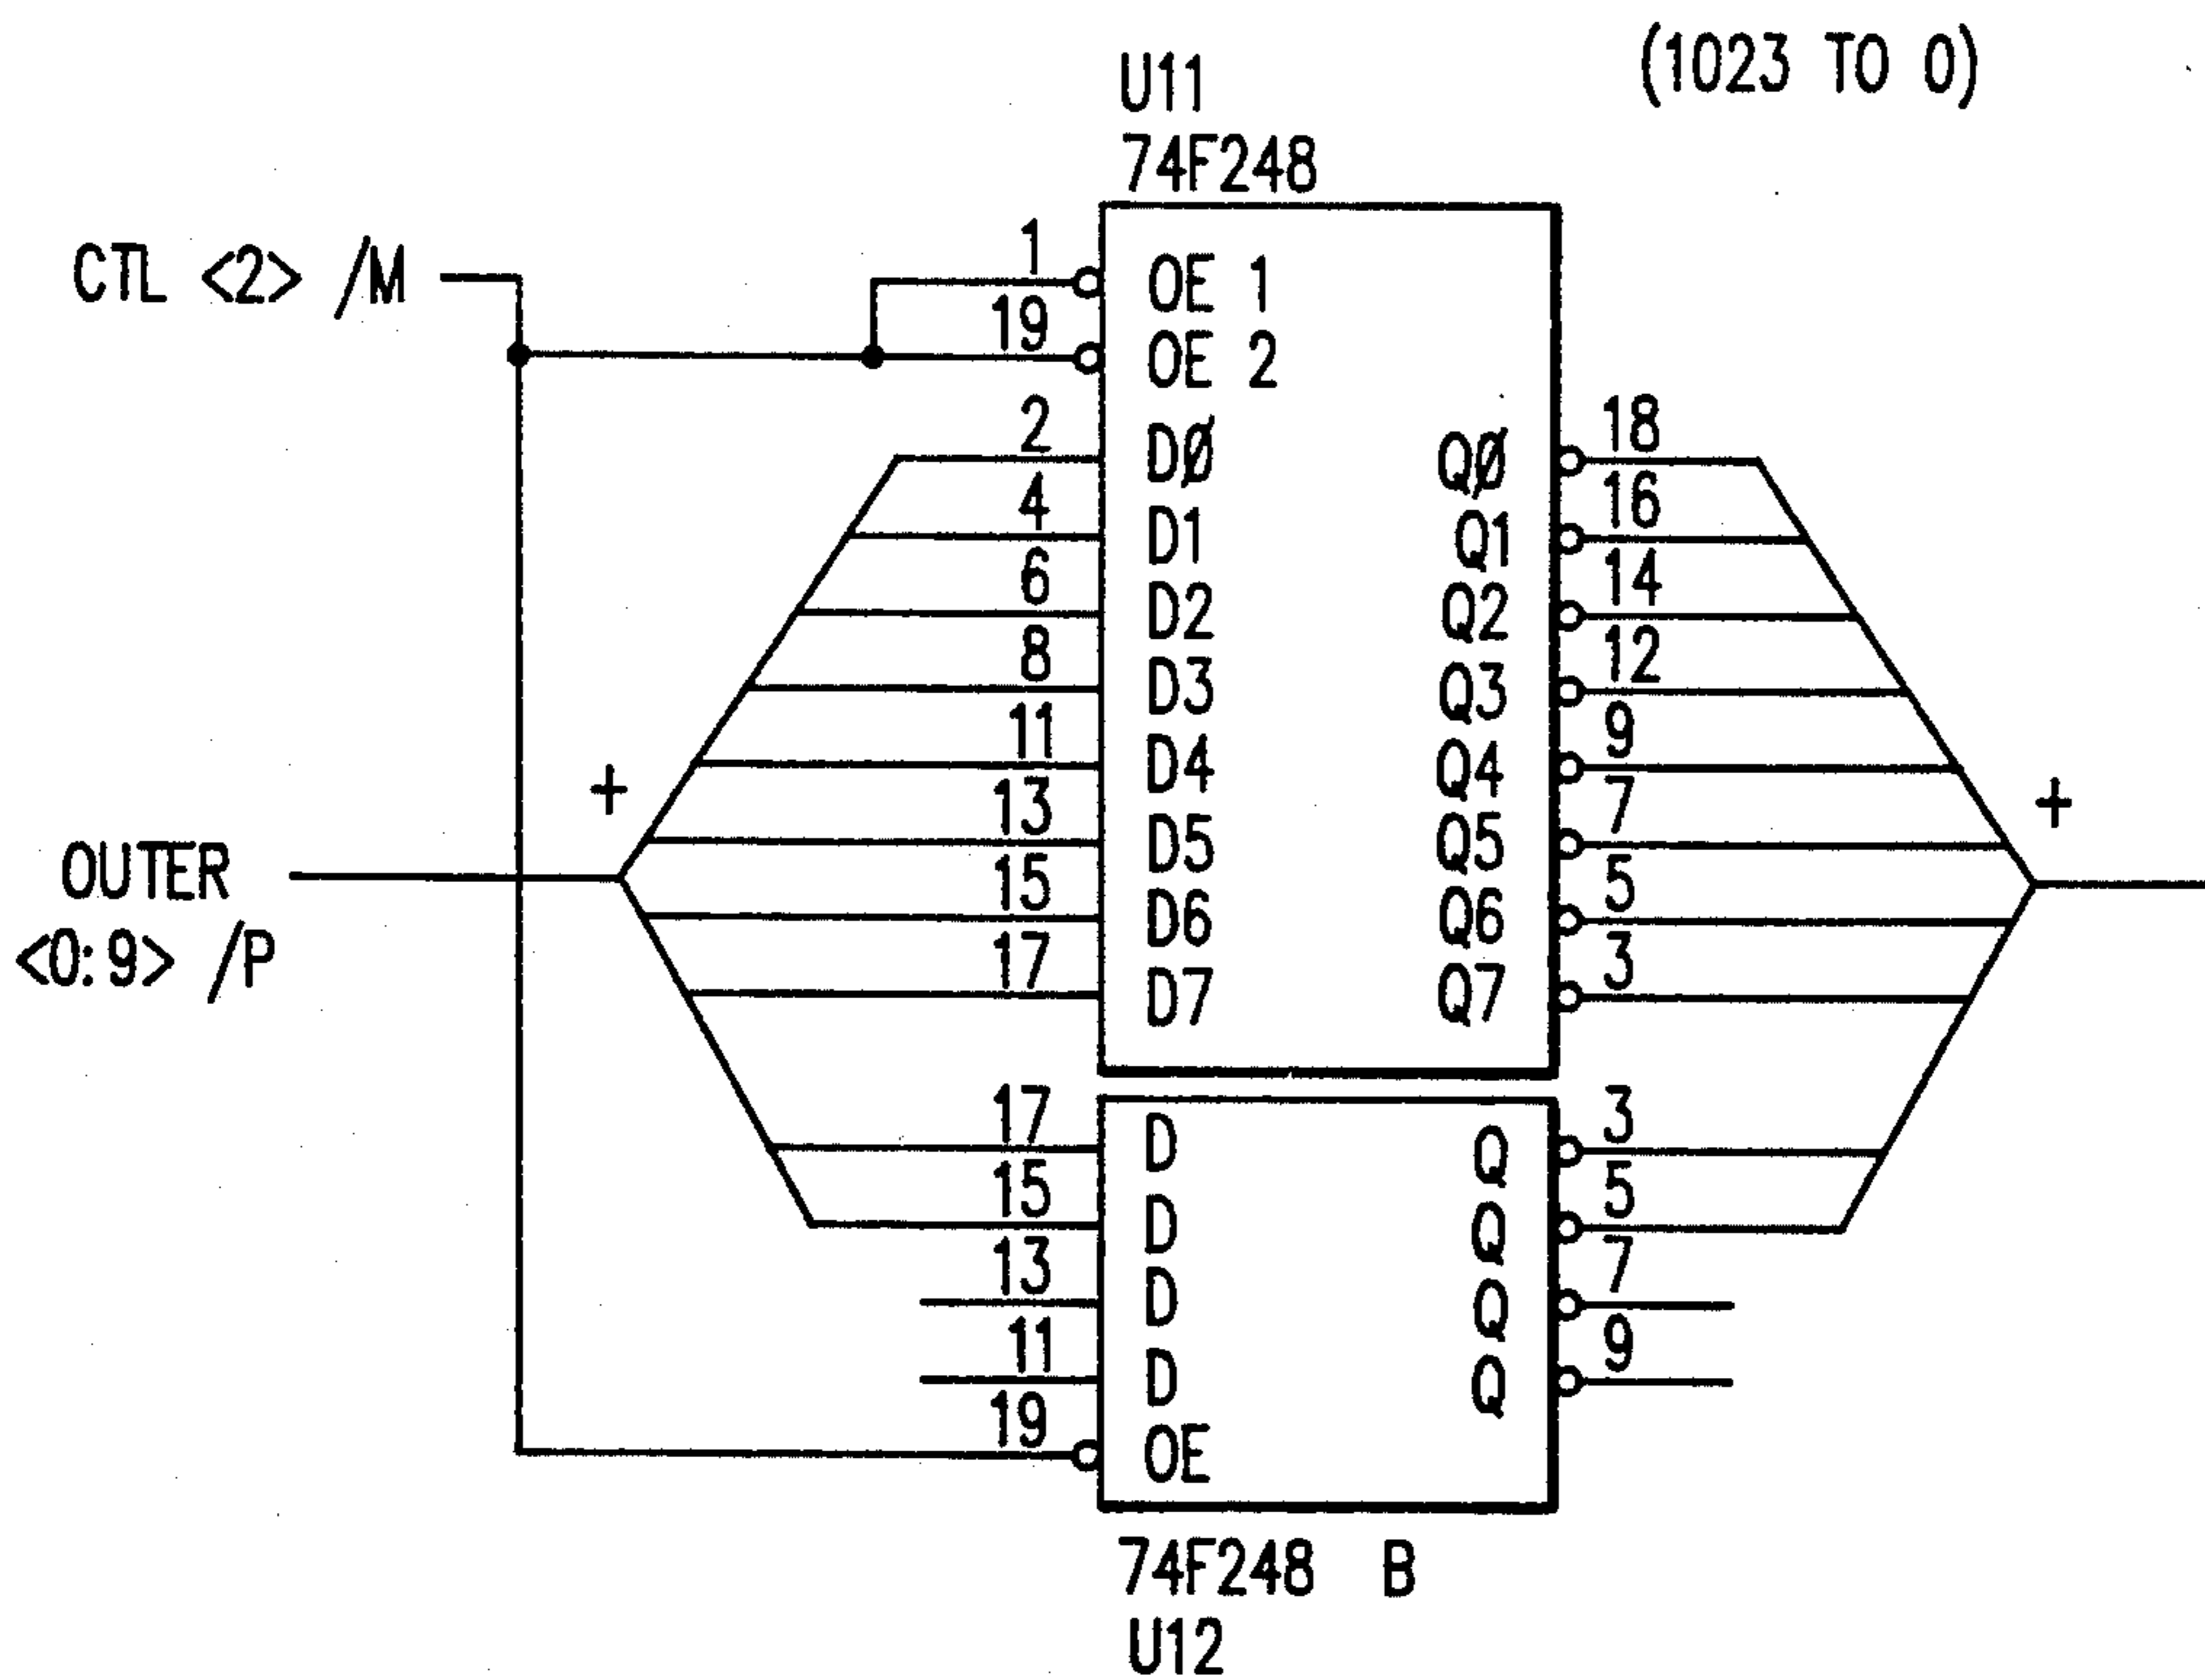 (1023 TO 0)
U11
74F248
CTL <2> /M
1
OE 1
19
OE 2
2
DØ
QØ
18
4
D1
Q1
16
6
D2
Q2
14
8
D3
Q3
12
11
D4
Q4
9
+
13
D5
Q5
7
+
OUTER
<0:9> /P
15
D6
Q6
5
17
D7
Q7
3
17
D
Q
3
15
D
Q
5
13
D
Q
7
11
D
Q
9
19
OE
74F248 B
U12